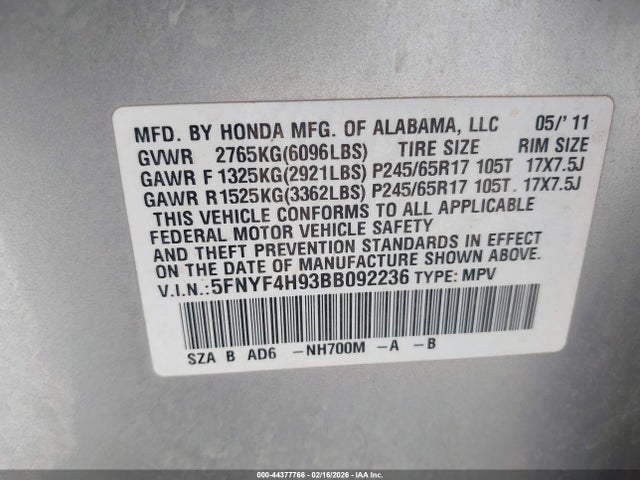 MFD. BY HONDA MFG. OF ALABAMA, LLC 05/'11
GVWR 2765KG(6096LBS) TIRE SIZE RIM SIZE
GAWR F 1325KG(2921LBS) P245/65R17 105T 17X7.5J
GAWR R1525KG(3362LBS) P245/65R17 105T 17X7.5J
THIS VEHICLE CONFORMS TO ALL APPLICABLE
FEDERAL MOTOR VEHICLE SAFETY
AND THEFT PREVENTION STANDARDS IN EFFECT
ON THE DATE OF MANUFACTURE SHOWN ABOVE.
V.I.N.:5FNYF4H93BB092236 TYPE: MPV
SZA B AD6 -NH700M -A -B
000-44377766 - 02/16/2026 - IAA Inc.